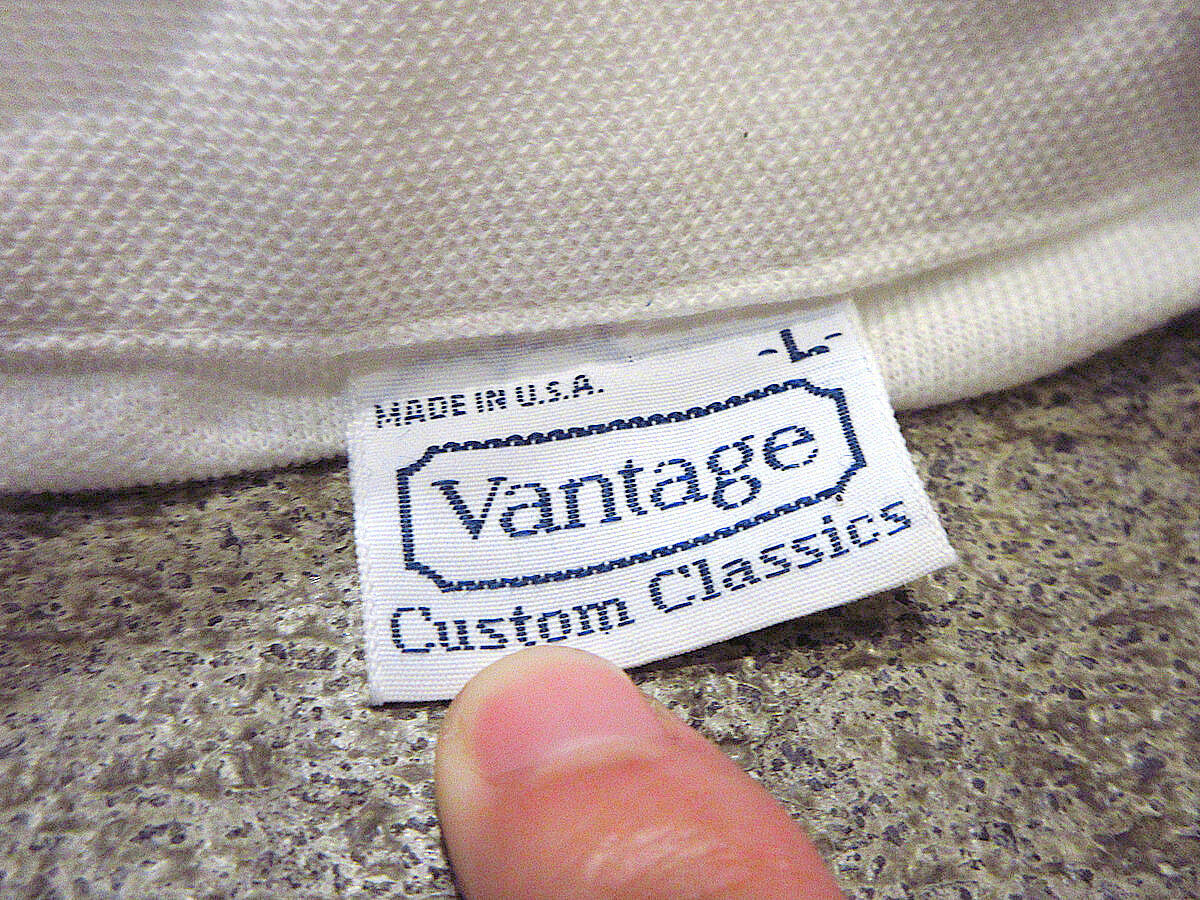 -L-
MADE IN U.S.A.
Vantage
Custom Classics